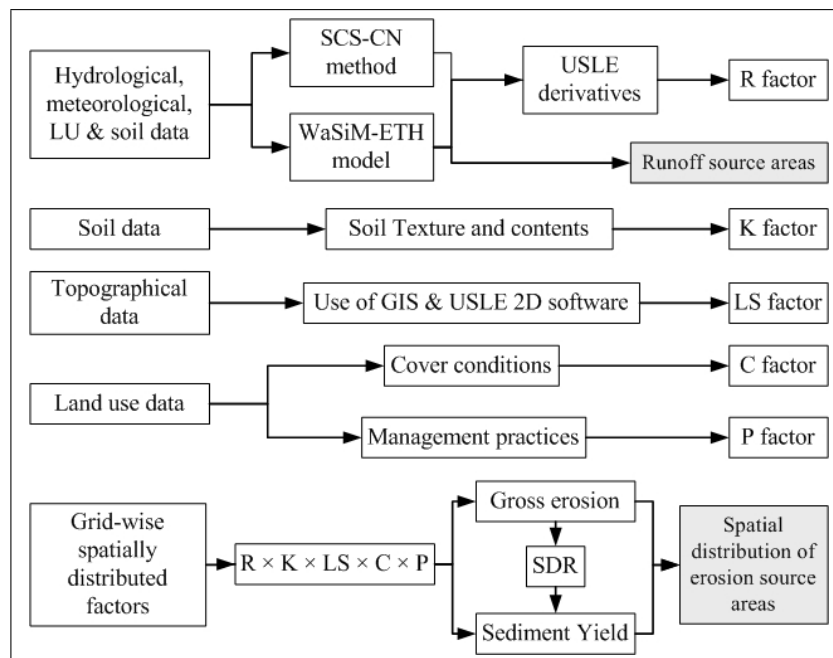 Hydrological,
meteorological,
LU & soil data
SCS-CN
method
WaSiM-ETH
model
USLE
derivatives
R factor
Runoff source areas
Soil data
Soil Texture and contents
K factor
Topographical
data
Use of GIS & USLE 2D software
LS factor
Land use data
Cover conditions
C factor
Management practices
P factor
Grid-wise
spatially
distributed
factors
R × K × LS × C × P
Gross erosion
SDR
Sediment Yield
Spatial
distribution of
erosion source
areas